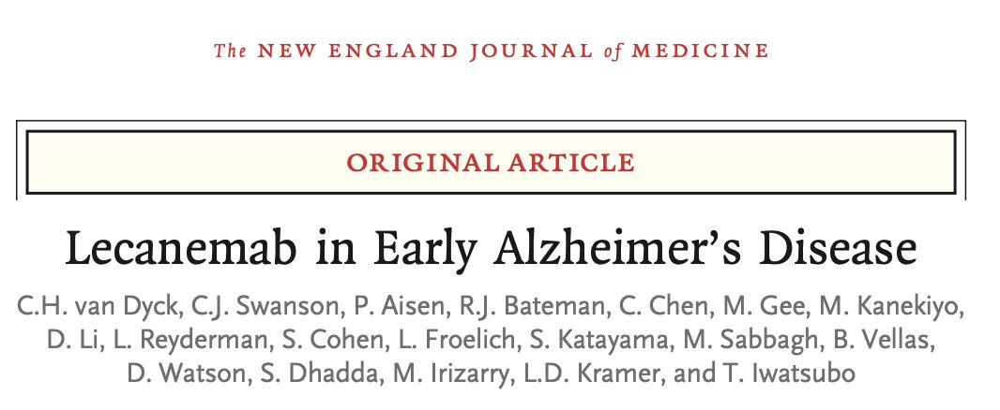 The NEW ENGLAND JOURNAL of MEDICINE
ORIGINAL ARTICLE
Lecanemab in Early Alzheimer’s Disease
C.H. van Dyck, C.J. Swanson, P. Aisen, R.J. Bateman, C. Chen, M. Gee, M. Kanekiyo,
D. Li, L. Reyderman, S. Cohen, L. Froelich, S. Katayama, M. Sabbagh, B. Vellas,
D. Watson, S. Dhadda, M. Irizarry, L.D. Kramer, and T. Iwatsubo